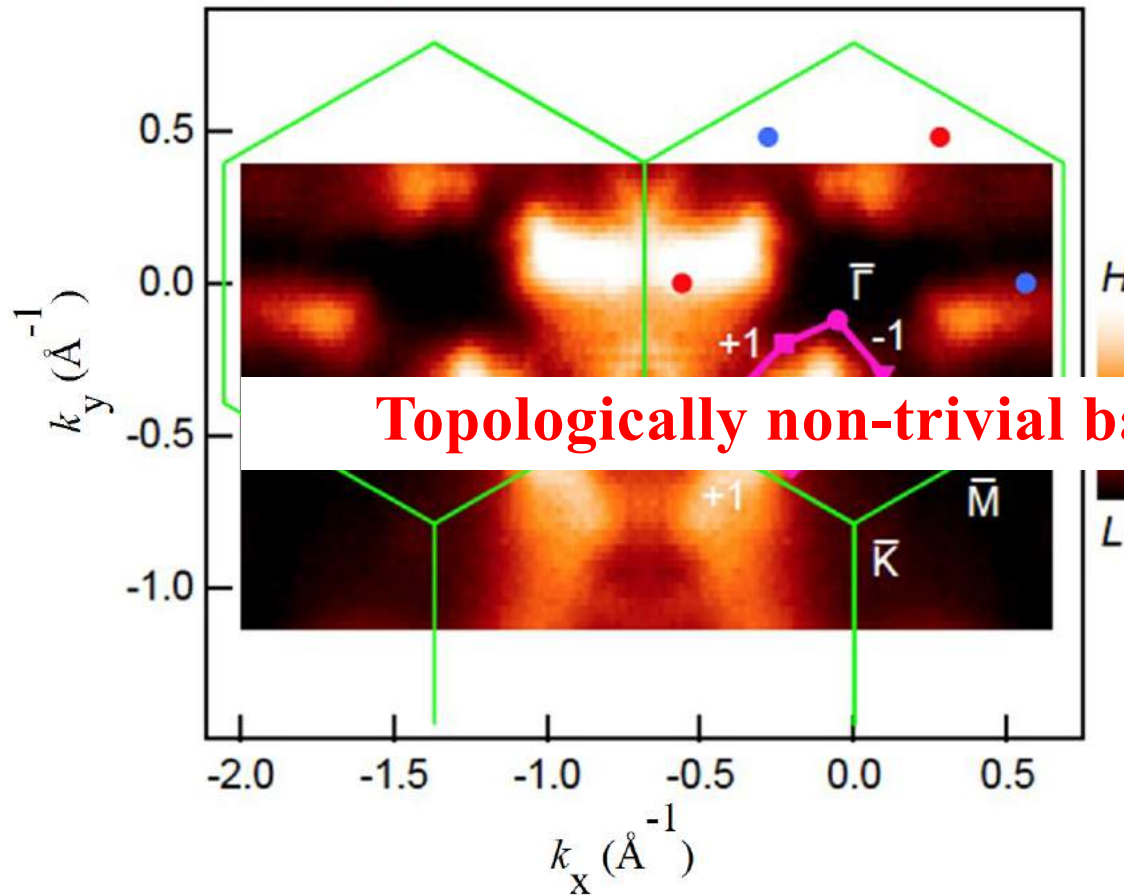 0.5
0.0
-0.5
-1.0
k_y (Å^-1)
Γ̅
+1
-1
H
Topologically non-trivial
+1
M̅
K̅
L
-2.0 -1.5 -1.0 -0.5 0.0 0.5
k_x (Å^-1)